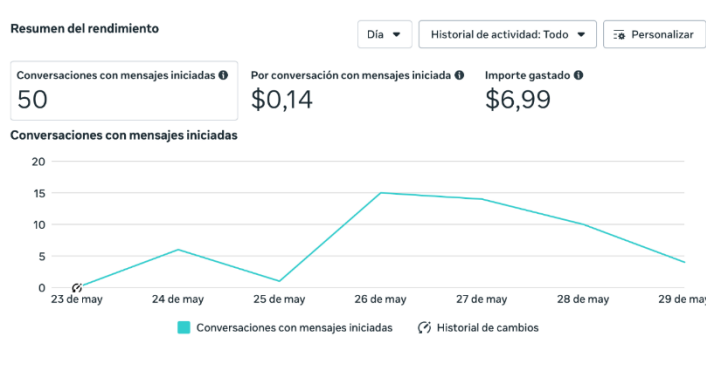 Resumen del rendimiento
Día
Historial de actividad: Todo
Personalizar
Conversaciones con mensajes iniciadas
Por conversación con mensajes iniciada
Importe gastado
50
$0,14
$6,99
Conversaciones con mensajes iniciadas
20
15
10
5
0
23 de may 24 de may 25 de may 26 de may 27 de may 28 de may 29 de may
Conversaciones con mensajes iniciadas Historial de cambios